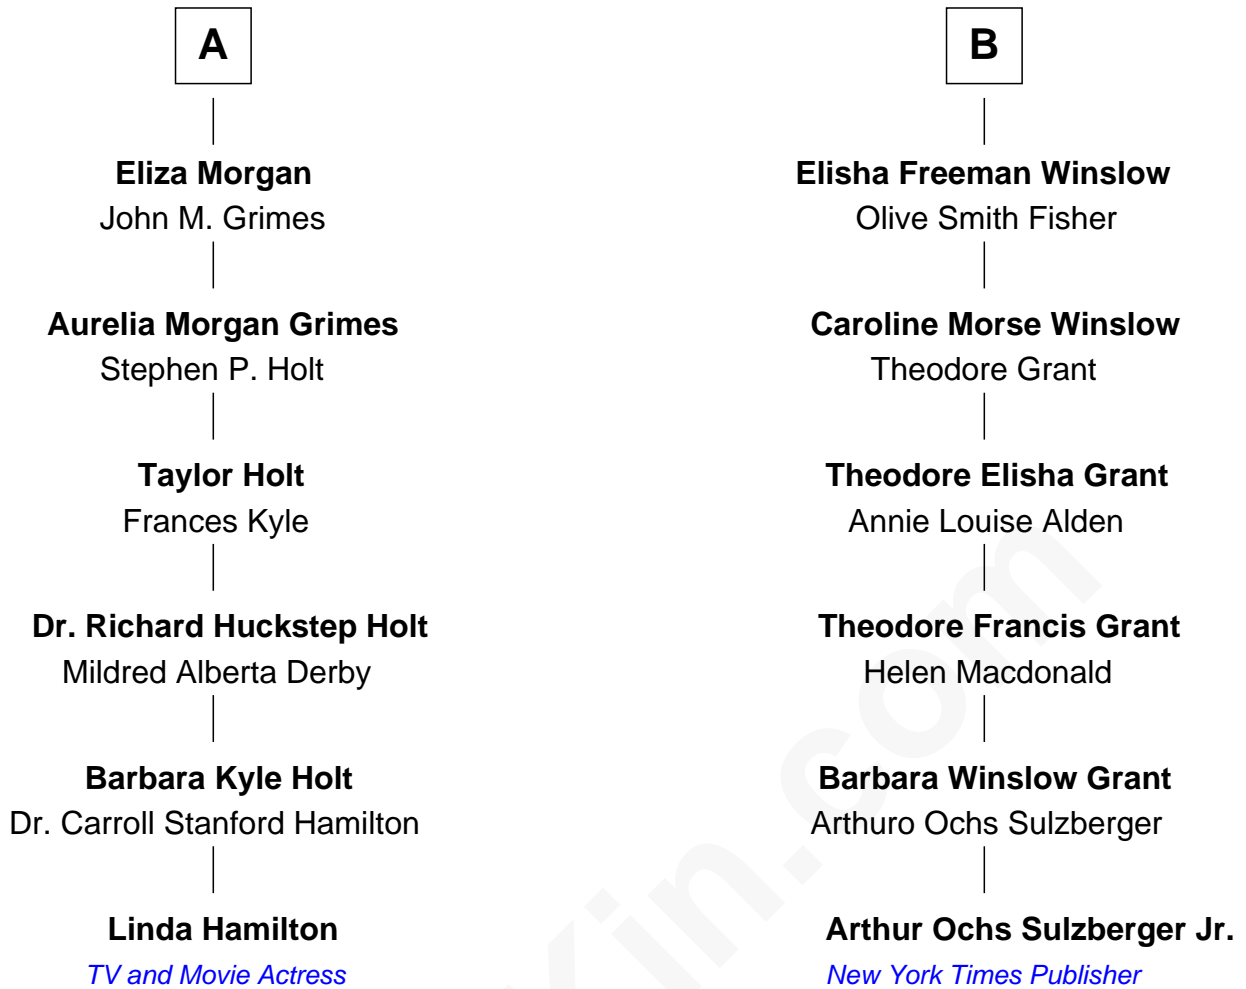 A
Eliza Morgan
John M. Grimes
Aurelia Morgan Grimes
Stephen P. Holt
Taylor Holt
Frances Kyle
Dr. Richard Huckstep Holt
Mildred Alberta Derby
Barbara Kyle Holt
Dr. Carroll Stanford Hamilton
Linda Hamilton
TV and Movie Actress
B
Elisha Freeman Winslow
Olive Smith Fisher
Caroline Morse Winslow
Theodore Grant
Theodore Elisha Grant
Annie Louise Alden
Theodore Francis Grant
Helen Macdonald
Barbara Winslow Grant
Arthuro Ochs Sulzberger
Arthur Ochs Sulzberger Jr.
New York Times Publisher
Kin.com